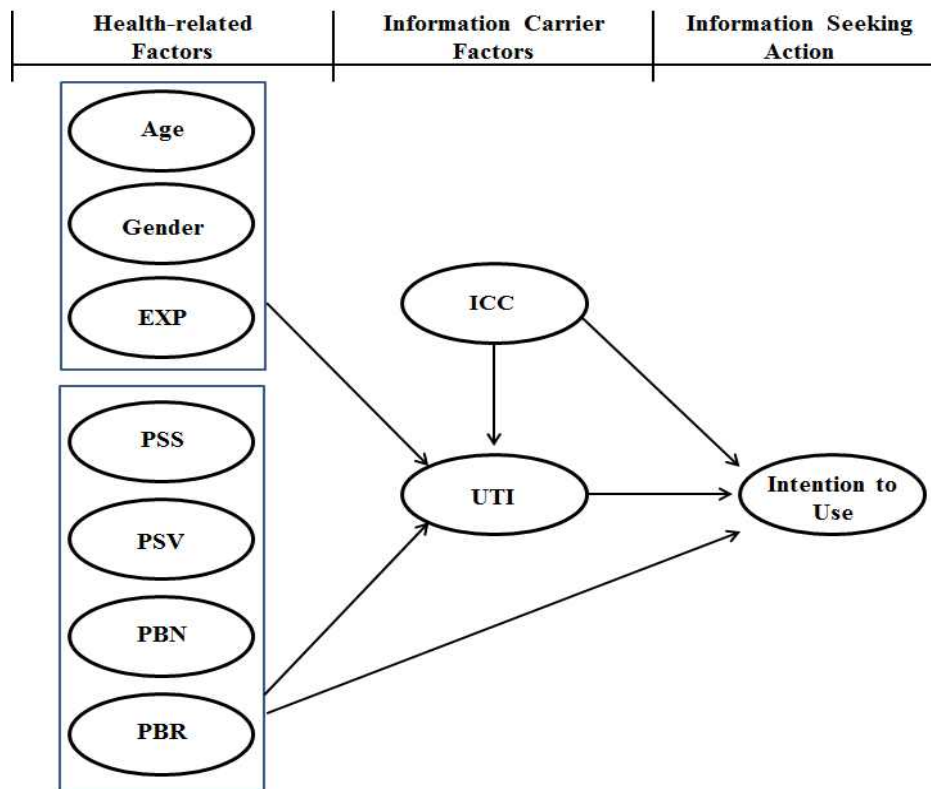 Health-related
Factors
Information Carrier
Factors
Information Seeking
Action
Age
Gender
EXP
ICC
PSS
UTI
Intention to
Use
PSV
PBN
PBR